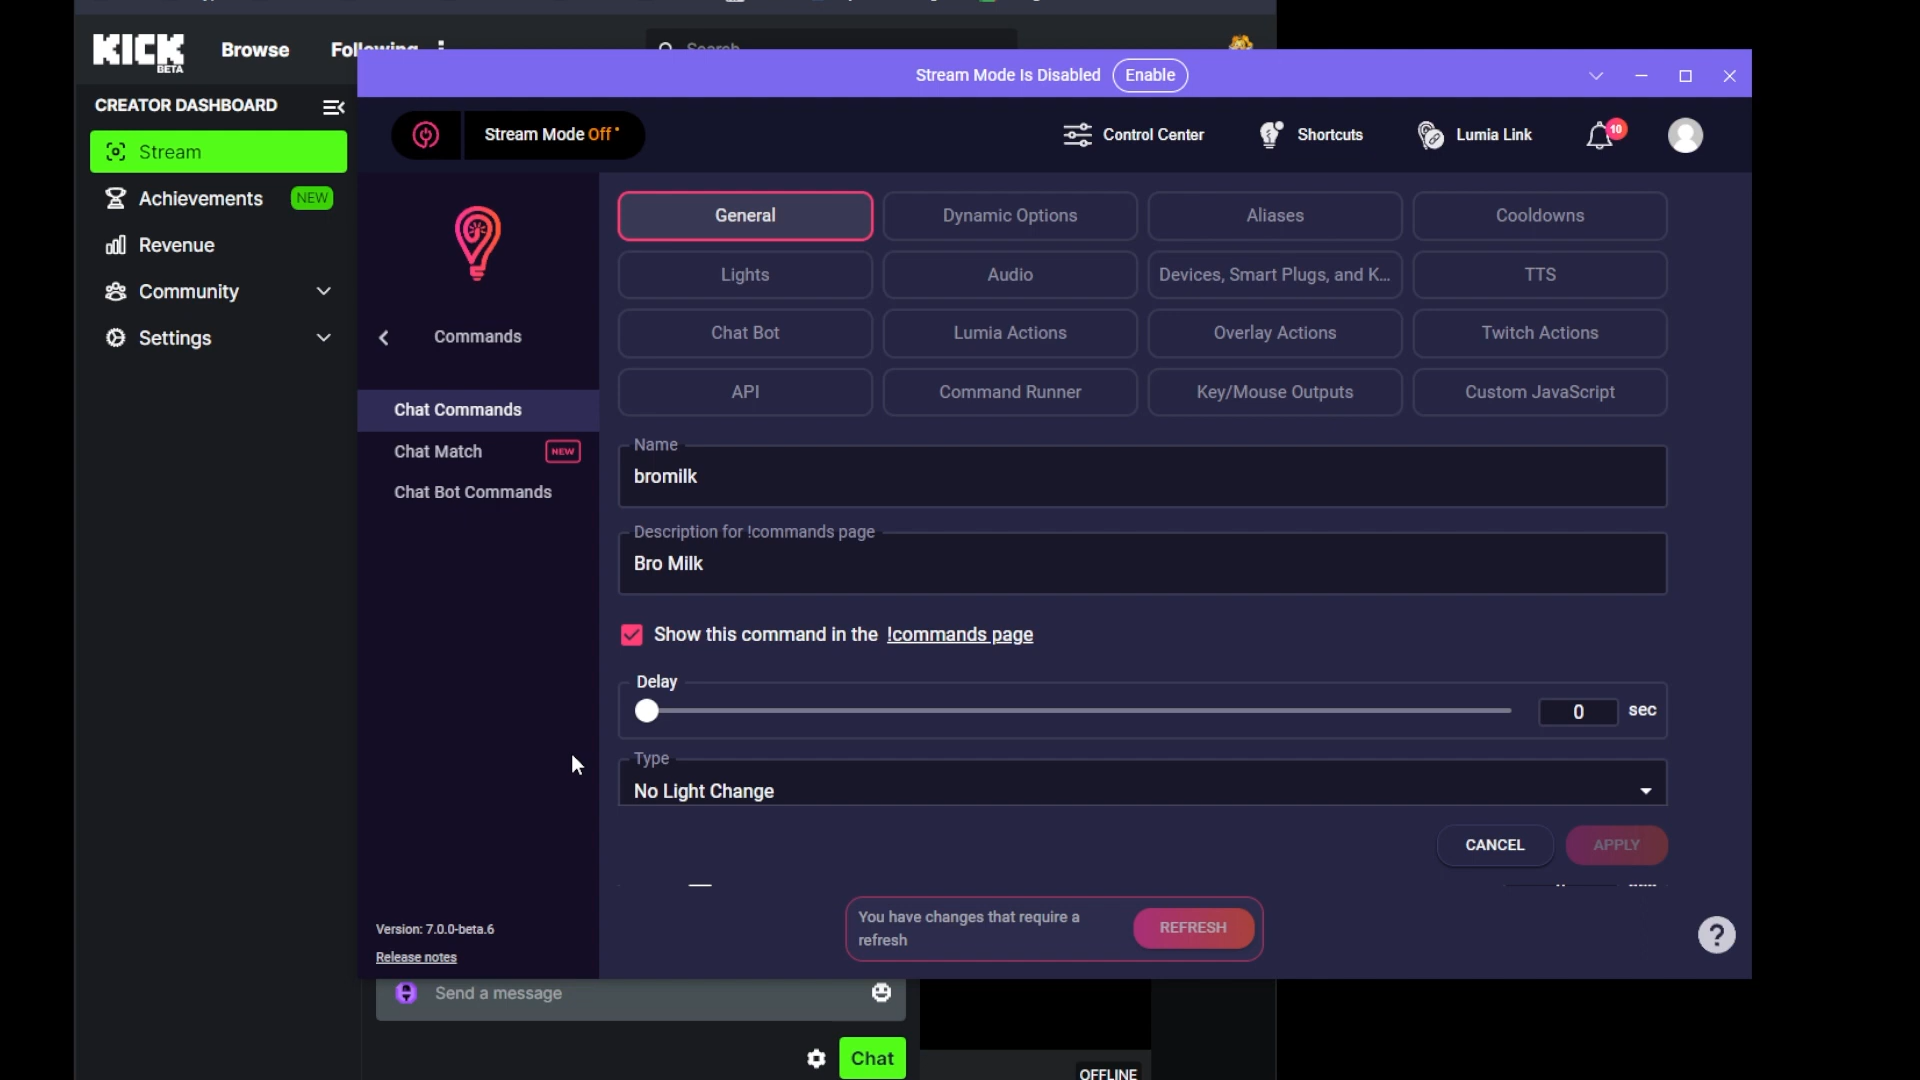 KICK
BETA
Browse
Following
Search
CREATOR DASHBOARD
Stream
Achievements
NEW
Revenue
Community
Settings
Stream Mode Is Disabled
Enable
Stream Mode Off
Control Center
Shortcuts
Lumia Link
10
Commands
Chat Commands
Chat Match
NEW
Chat Bot Commands
Version: 7.0.0-beta.6
Release notes
General
Dynamic Options
Aliases
Cooldowns
Lights
Audio
Devices, Smart Plugs, and K...
TTS
Chat Bot
Lumia Actions
Overlay Actions
Twitch Actions
API
Command Runner
Key/Mouse Outputs
Custom JavaScript
Name
bromilk
Description for !commands page
Bro Milk
Show this command in the !commands page
Delay
0 sec
Type
No Light Change
CANCEL
APPLY
You have changes that require a
refresh
REFRESH
?
Send a message
Chat
OFFLINE